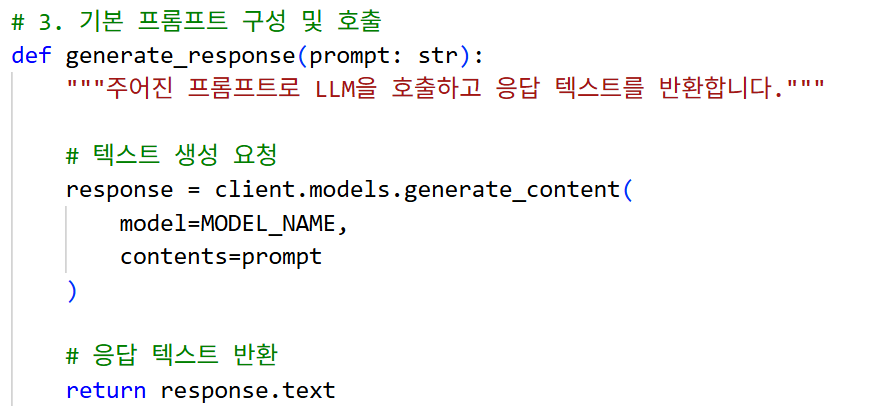 # 3. 기본 프롬프트 구성 및 호출
def generate_response(prompt: str):
    """주어진 프롬프트로 LLM을 호출하고 응답 텍스트를 반환합니다."""
    # 텍스트 생성 요청
    response = client.models.generate_content(
        model=MODEL_NAME,
        contents=prompt
    )
    # 응답 텍스트 반환
    return response.text